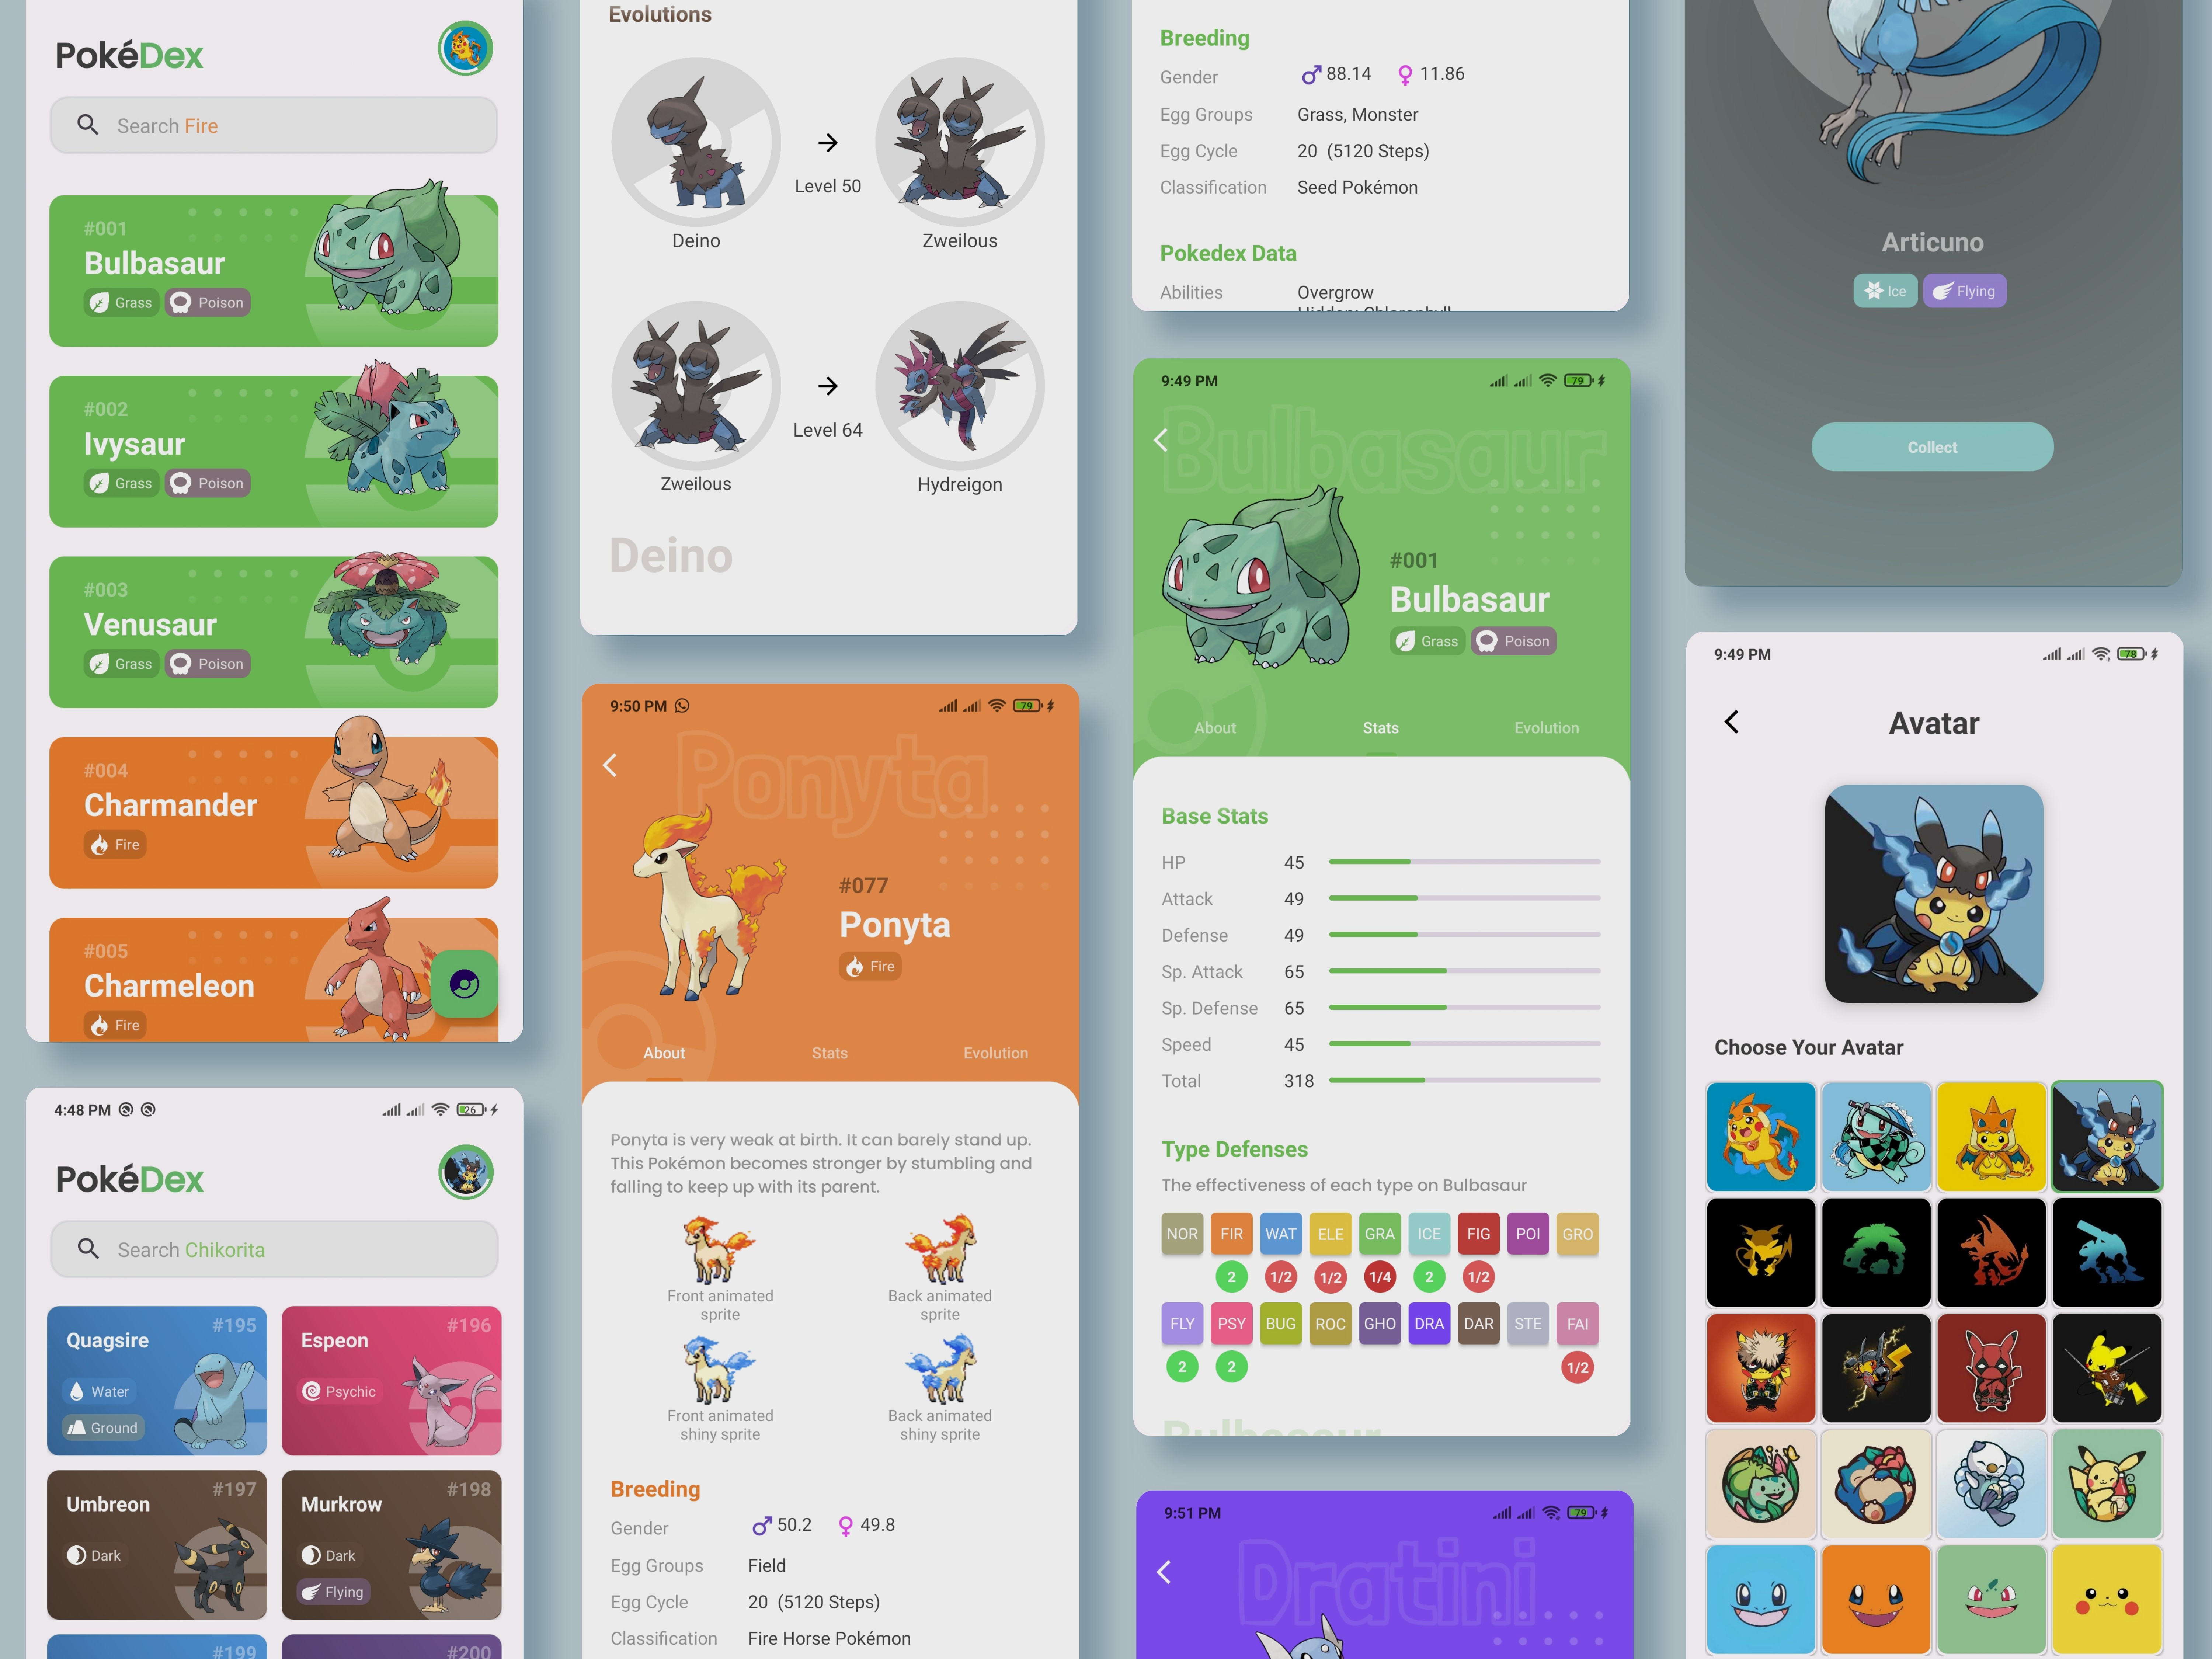 PokéDex
Search Fire
#001
Bulbasaur
Grass Poison
#002
Ivysaur
Grass Poison
#003
Venusaur
Grass Poison
#004
Charmander
Fire
#005
Charmeleon
Fire
4:48 PM 26
PokéDex
Search Chikorita
Quagsire #195
Water
Ground
Espeon #196
Psychic
Umbreon #197
Dark
Murkrow #198
Dark
Flying
#199
#200
Evolutions
Level 50
Deino Zweilous
Level 64
Zweilous Hydreigon
Deino
9:50 PM 79
Ponyta
#077
Ponyta
Fire
About Stats Evolution
Ponyta is very weak at birth. It can barely stand up.
This Pokémon becomes stronger by stumbling and
falling to keep up with its parent.
Front animated
sprite
Back animated
sprite
Front animated
shiny sprite
Back animated
shiny sprite
Breeding
Gender ♂ 50.2 ♀ 49.8
Egg Groups Field
Egg Cycle 20 (5120 Steps)
Classification Fire Horse Pokémon
Breeding
Gender ♂ 88.14 ♀ 11.86
Egg Groups Grass, Monster
Egg Cycle 20 (5120 Steps)
Classification Seed Pokémon
Pokedex Data
Abilities Overgrow
Hidden: Chlorophyll
9:49 PM 79
Bulbasaur
#001
Bulbasaur
Grass Poison
About Stats Evolution
Base Stats
HP 45
Attack 49
Defense 49
Sp. Attack 65
Sp. Defense 65
Speed 45
Total 318
Type Defenses
The effectiveness of each type on Bulbasaur
NOR FIR WAT ELE GRA ICE FIG POI GRO
2 1/2 1/2 1/4 2 1/2
FLY PSY BUG ROC GHO DRA DAR STE FAI
2 2 1/2
Bulbasaur
9:51 PM 79
Dratini
Articuno
Ice Flying
Collect
9:49 PM 78
Avatar
Choose Your Avatar